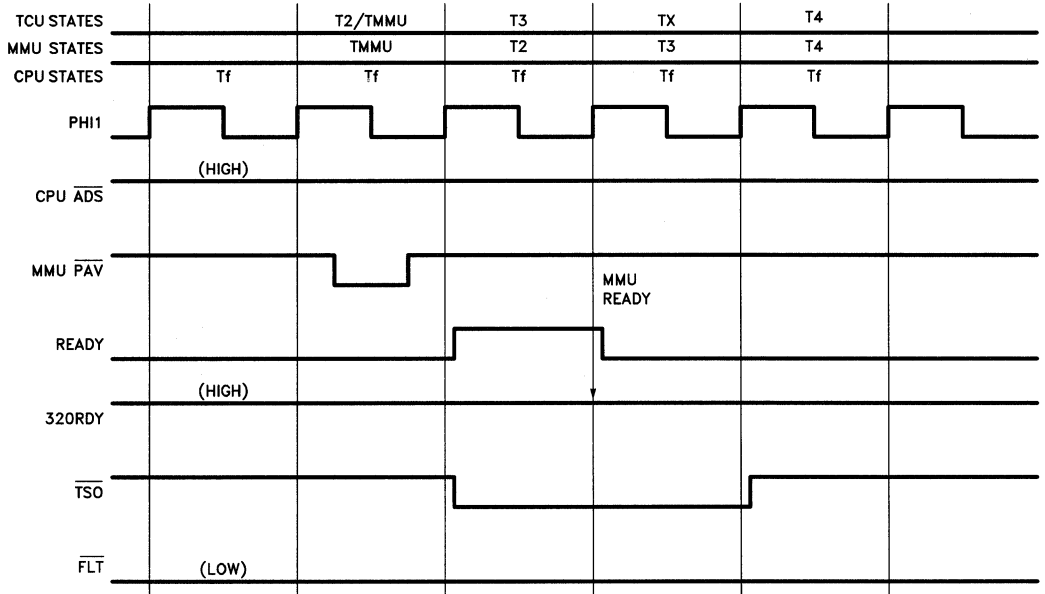 TCU STATES T2/TMMU T3 TX T4
MMU STATES TMMU T2 T3 T4
CPU STATES Tf Tf Tf Tf Tf
PHI1
(HIGH)
CPU ADS
MMU PAV
MMU
READY
READY
(HIGH)
320RDY
TSO
FLT (LOW)